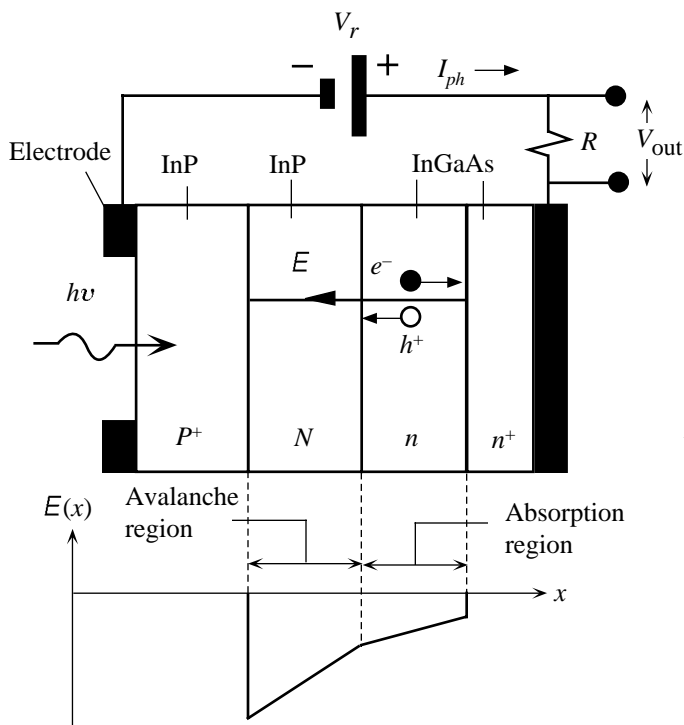 V_r
− +
I_ph
Electrode
InP InP InGaAs
R
V_out
E e⁻
hυ
h⁺
P⁺ N n n⁺
E(x)
Avalanche
region
Absorption
region
x